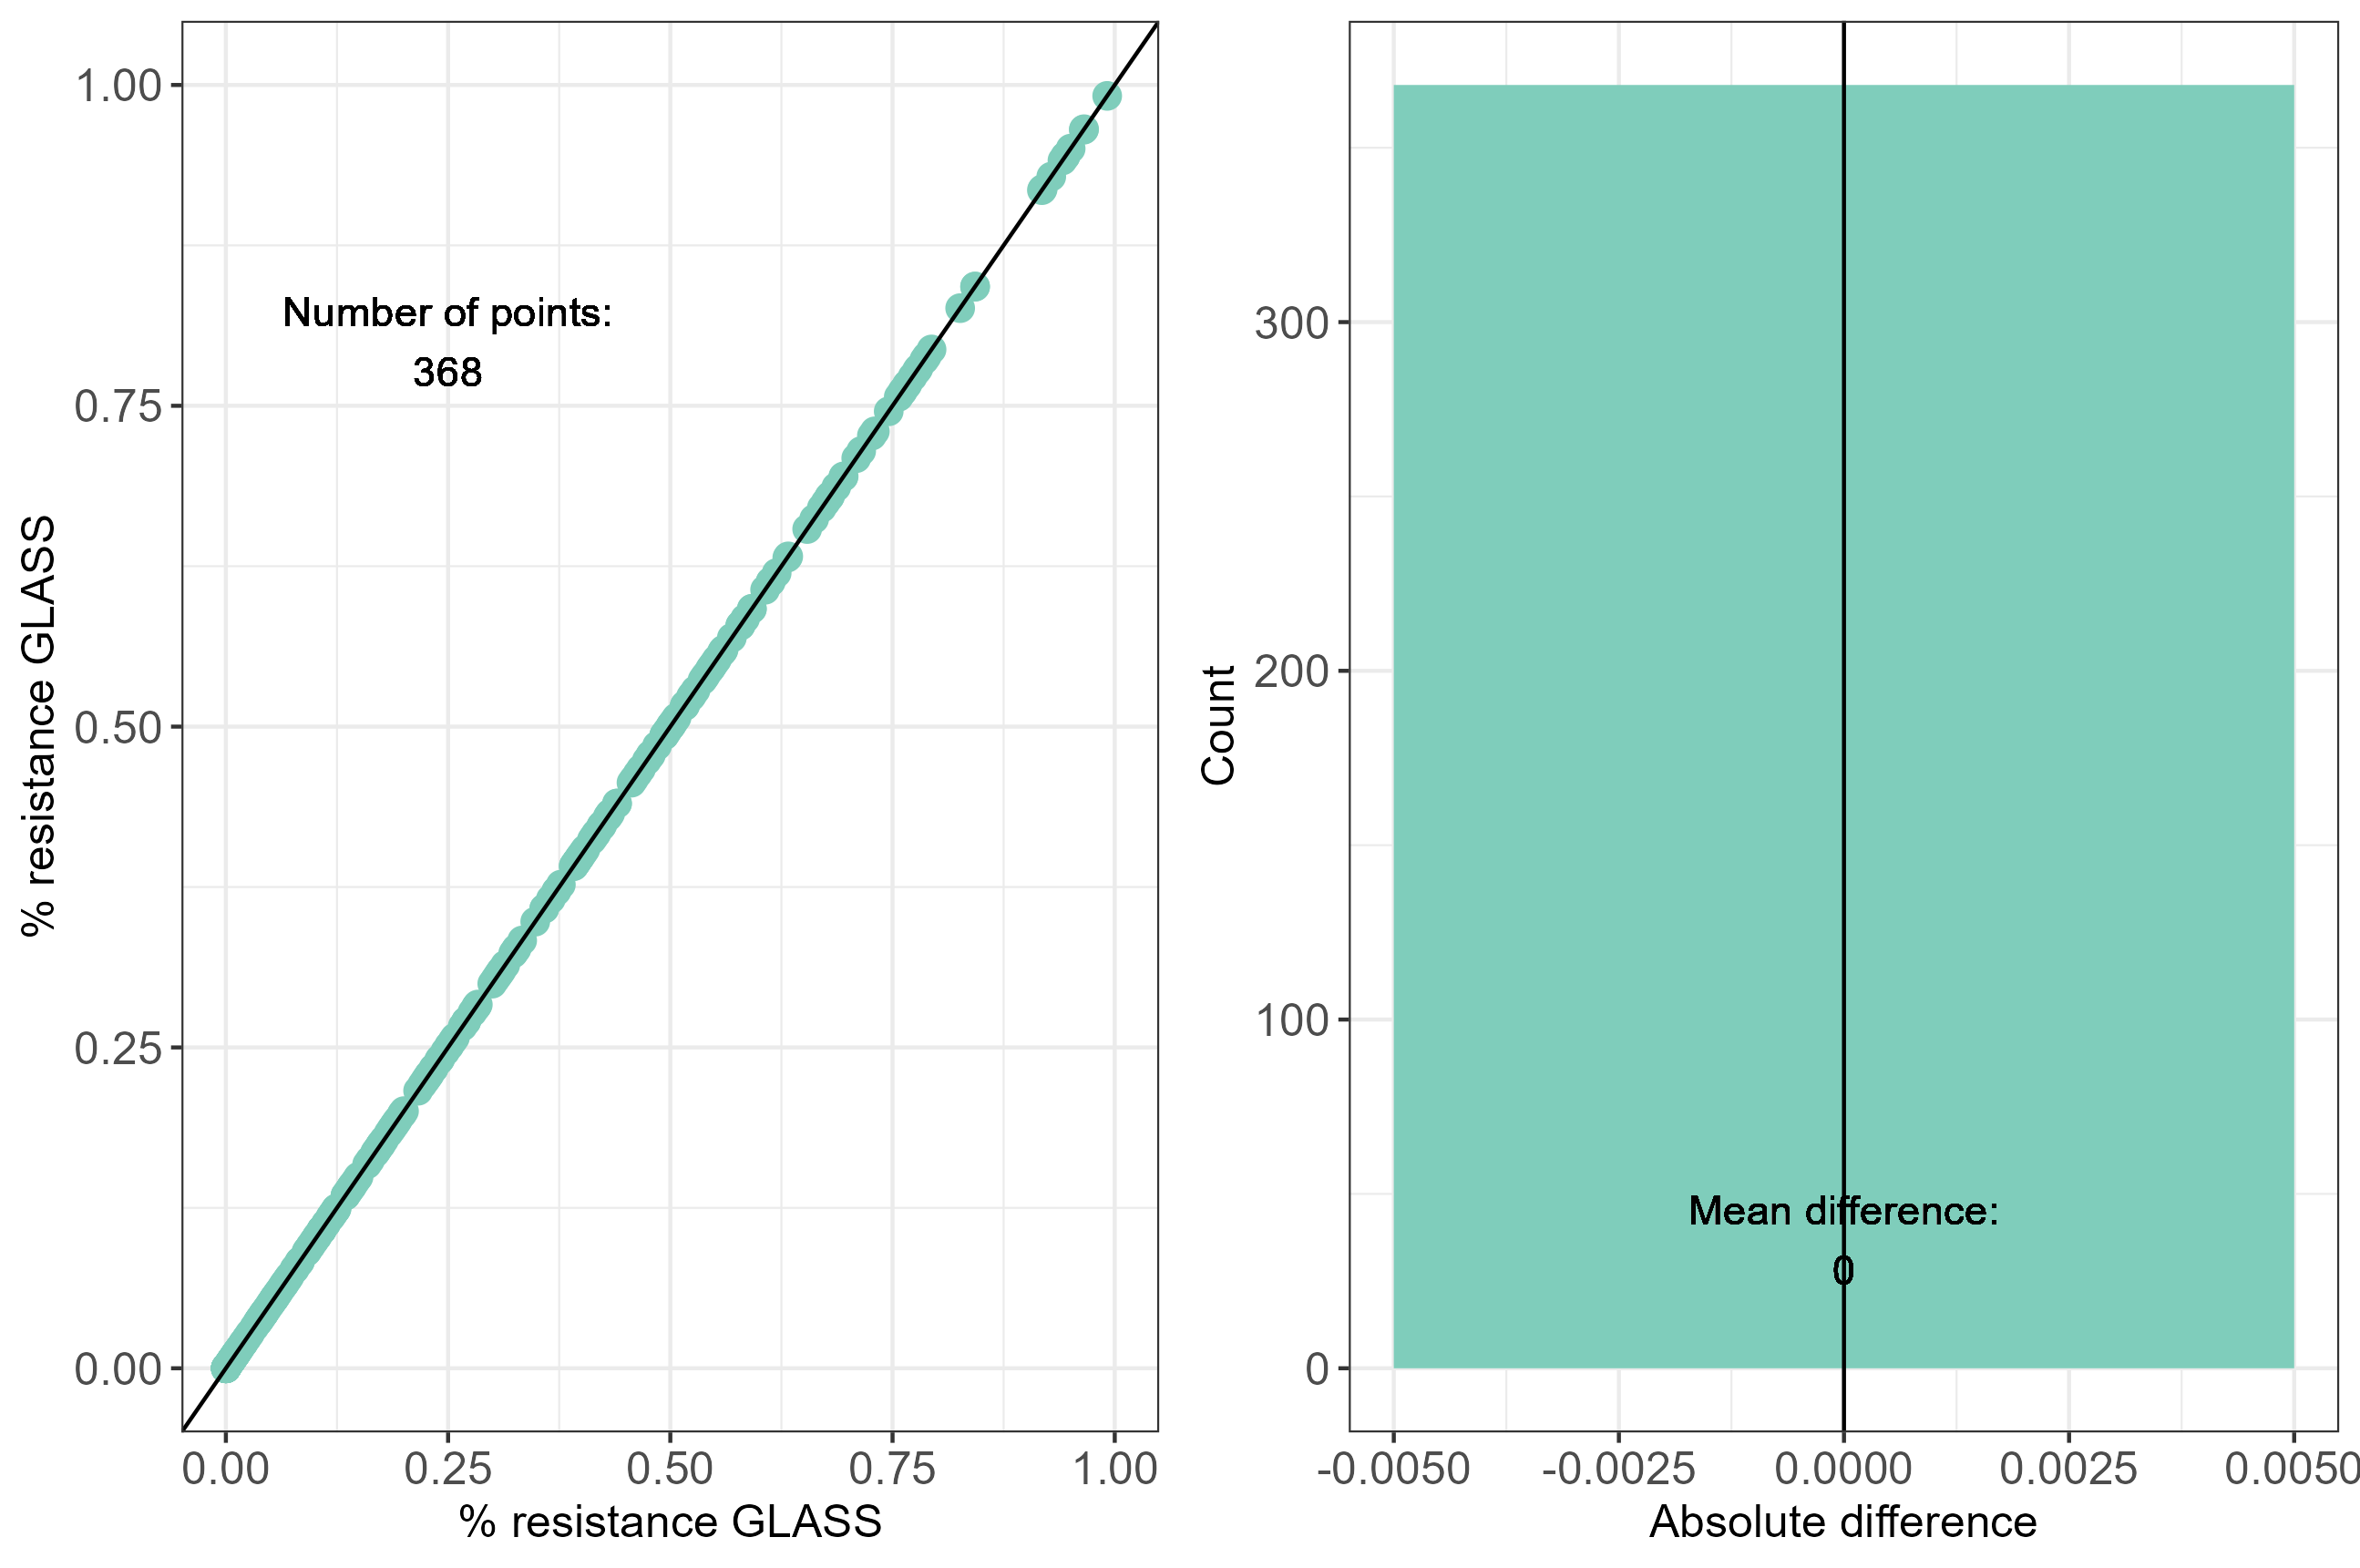 1.00
0.75
0.50
0.25
0.00
% resistance GLASS
Number of points:
368
0.00 0.25 0.50 0.75 1.00
% resistance GLASS
300
200
100
0
Count
Mean difference:
0
-0.0050 -0.0025 0.0000 0.0025 0.0050
Absolute difference